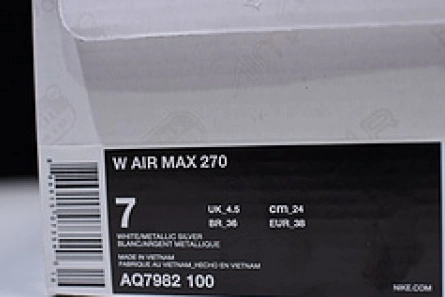 W AIR MAX 270
7
UK_4.5 cm_24
BR_36 EUR_38
WHITE/METALLIC SILVER
BLANC/ARGENT METALLIQUE
MADE IN VIETNAM
FABRIQUE AU VIETNAM_HECHO EN VIETNAM
AQ7982 100
NIKE.COM